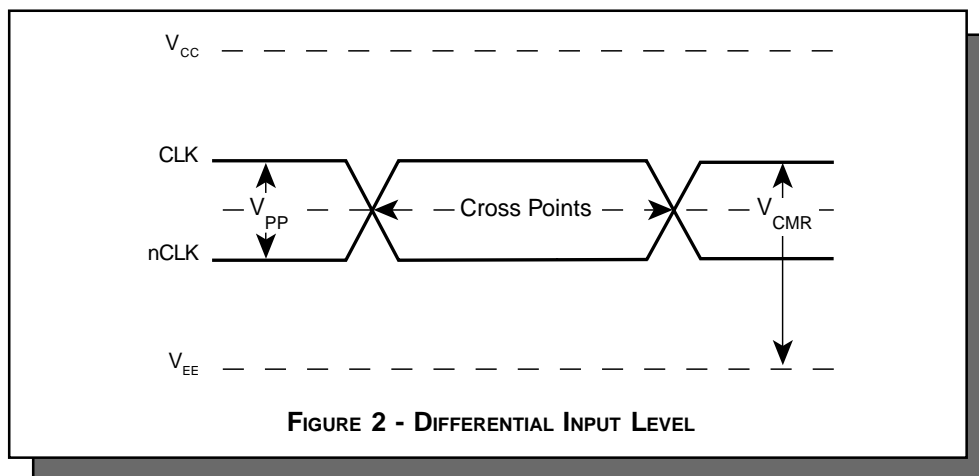 VCC
CLK
VPP
Cross Points
VCMR
nCLK
VEE
FIGURE 2 - DIFFERENTIAL INPUT LEVEL